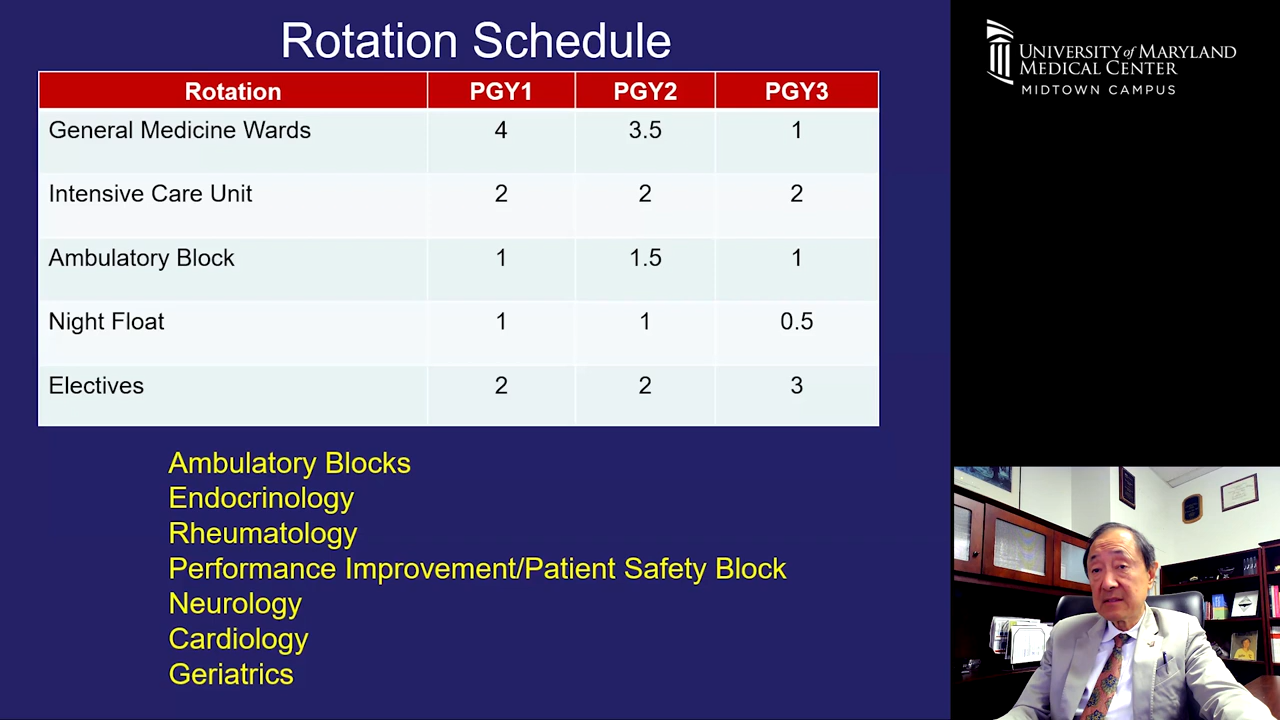 Rotation Schedule
Rotation PGY1 PGY2 PGY3
General Medicine Wards 4 3.5 1
Intensive Care Unit 2 2 2
Ambulatory Block 1 1.5 1
Night Float 1 1 0.5
Electives 2 2 3
Ambulatory Blocks
Endocrinology
Rheumatology
Performance Improvement/Patient Safety Block
Neurology
Cardiology
Geriatrics
UNIVERSITY of MARYLAND
MEDICAL CENTER
MIDTOWN CAMPUS